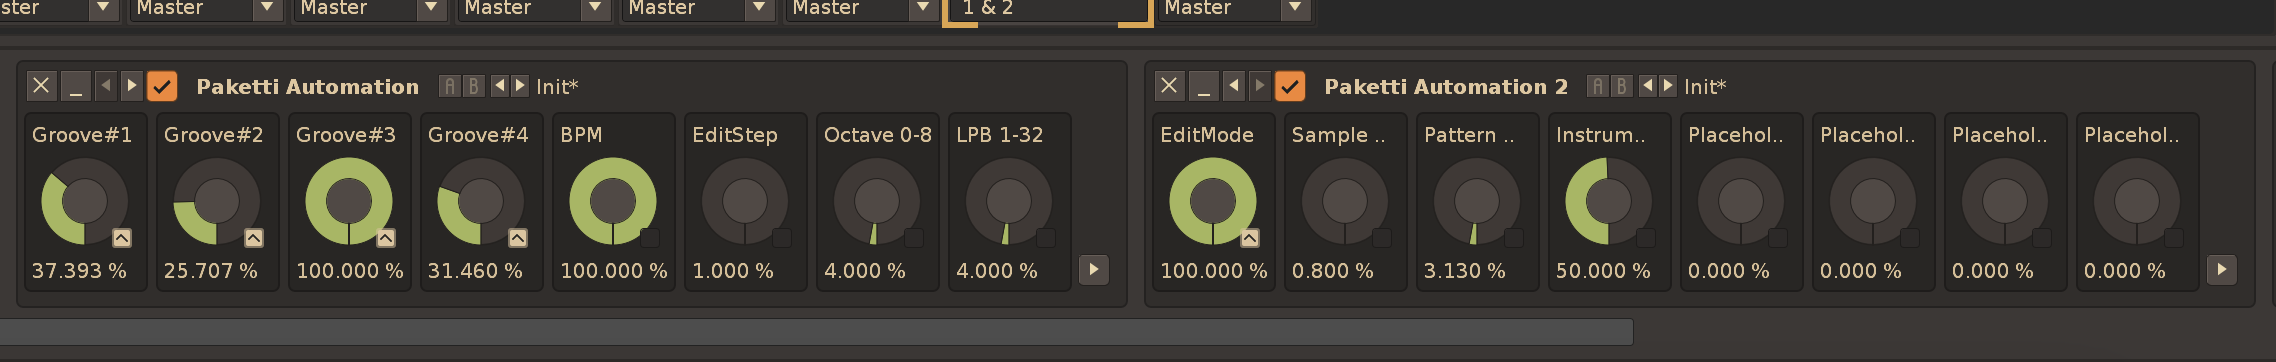 ster Master Master Master Master Master 1 & 2 Master
Paketti Automation A B Init* Paketti Automation 2 A B Init*
Groove#1 Groove#2 Groove#3 Groove#4 BPM EditStep Octave 0-8 LPB 1-32 EditMode Sample .. Pattern .. Instrum.. Placehol.. Placehol.. Placehol.. Placehol..
37.393 % 25.707 % 100.000 % 31.460 % 100.000 % 1.000 % 4.000 % 4.000 % 100.000 % 0.800 % 3.130 % 50.000 % 0.000 % 0.000 % 0.000 % 0.000 %